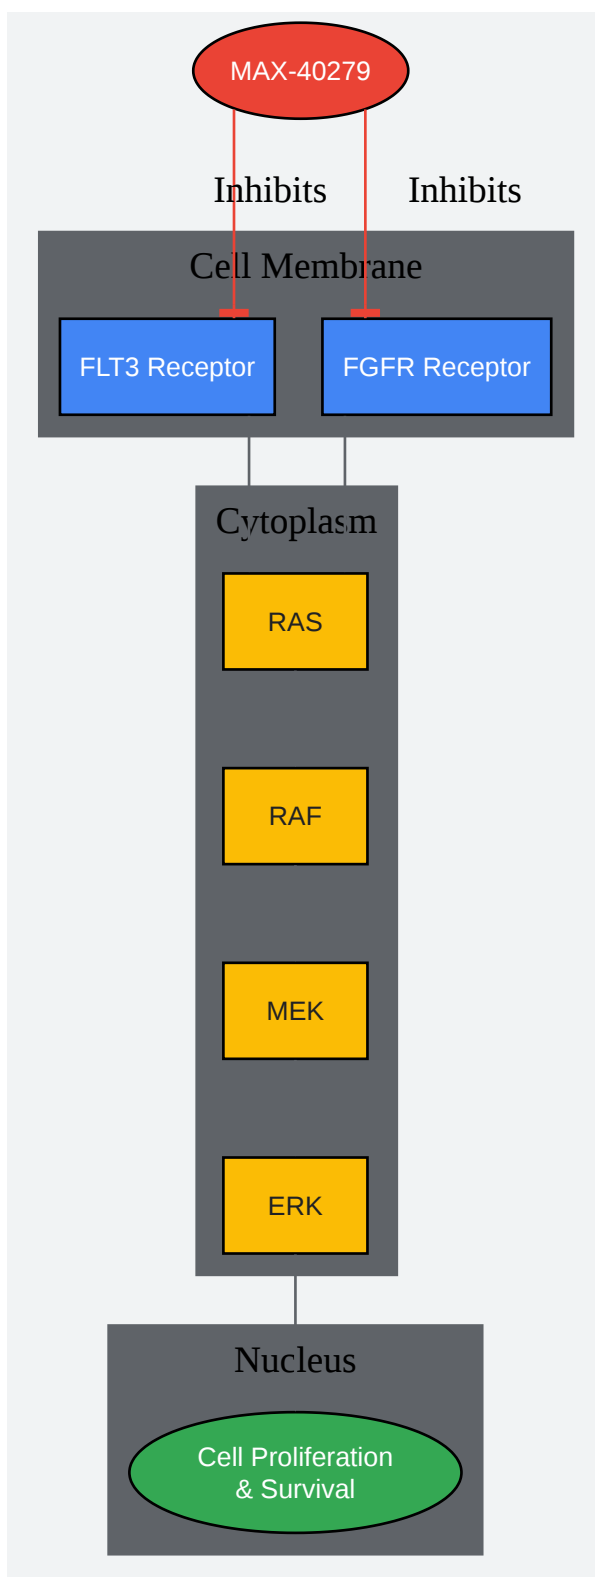 MAX-40279
Inhibits
Inhibits
Cell Membrane
FLT3 Receptor
FGFR Receptor
Cytoplasm
RAS
RAF
MEK
ERK
Nucleus
Cell Proliferation
& Survival